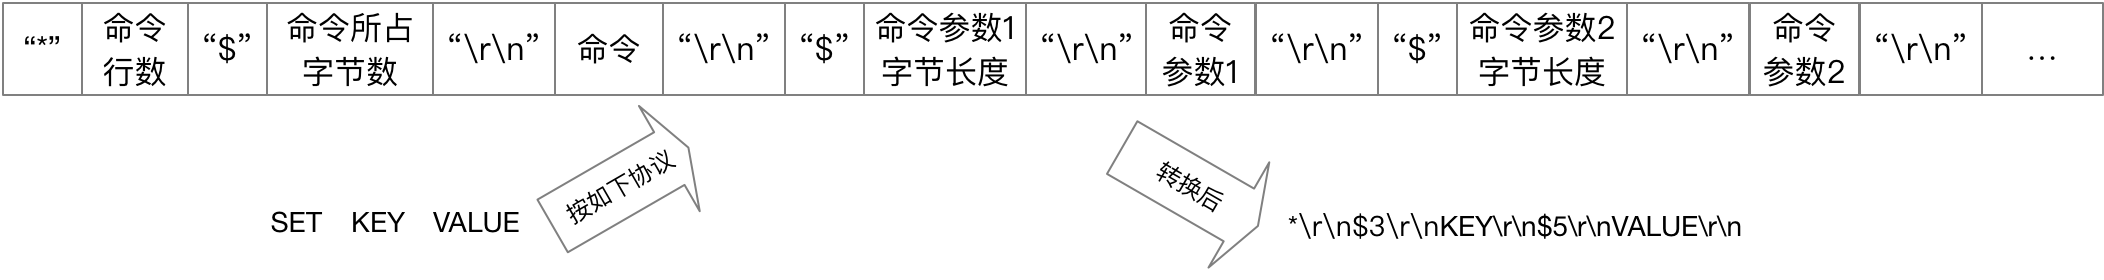 “*”
命令
行数
“$”
命令所占
字节数
“\r\n”
命令
“\r\n”
“$”
命令参数1
字节长度
“\r\n”
命令
参数1
“\r\n”
“$”
命令参数2
字节长度
“\r\n”
命令
参数2
“\r\n”
...
按如下协议
转换后
SET KEY VALUE
*\r\n$3\r\nKEY\r\n$5\r\nVALUE\r\n